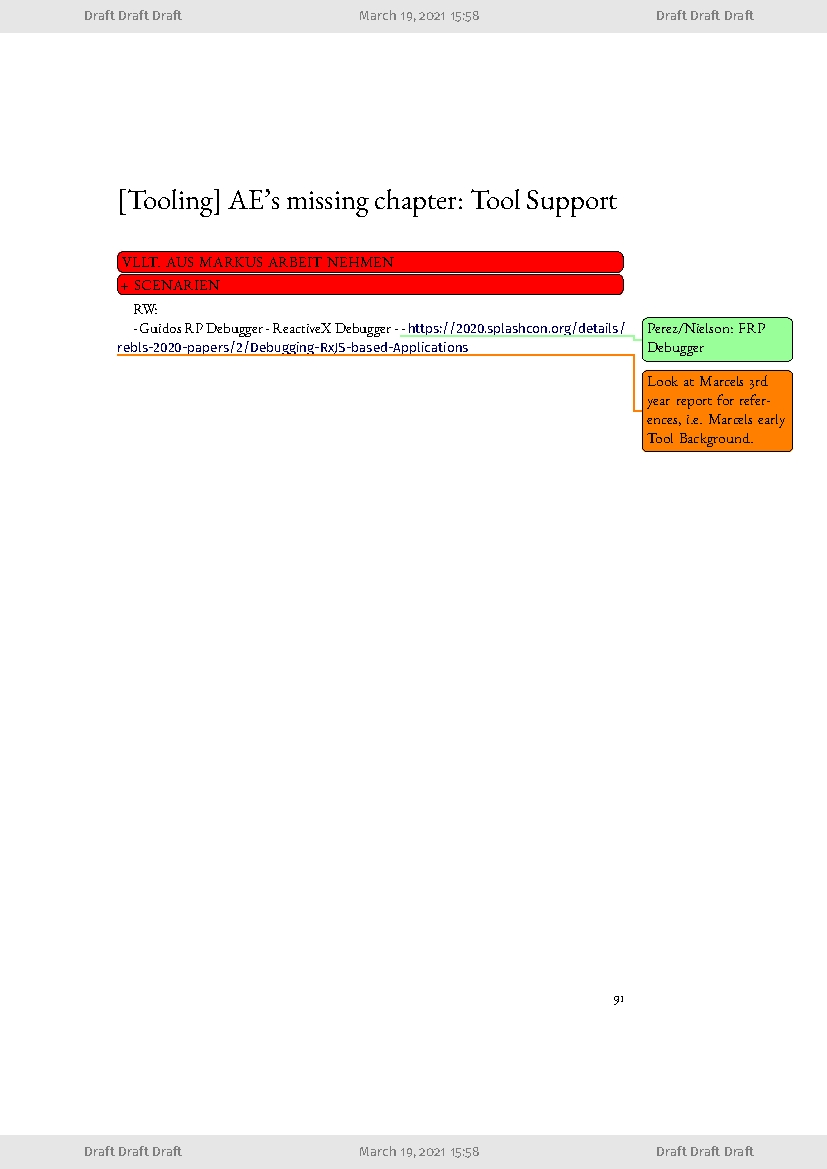 Draft Draft Draft March 19, 2021 15:58 Draft Draft Draft
[Tooling] AE's missing chapter: Tool Support
VLLT. AUS MARKUS ARBEIT NEHMEN
+ SCENARIEN
RW:
- Guidos RP Debugger - ReactiveX Debugger - - https://2020.splashcon.org/details/
rebls-2020-papers/2/Debugging-RxJS-based-Applications
Perez/Nielson: FRP
Debugger
Look at Marcels 3rd
year report for refer-
ences, i.e. Marcels early
Tool Background.
91
Draft Draft Draft March 19, 2021 15:58 Draft Draft Draft